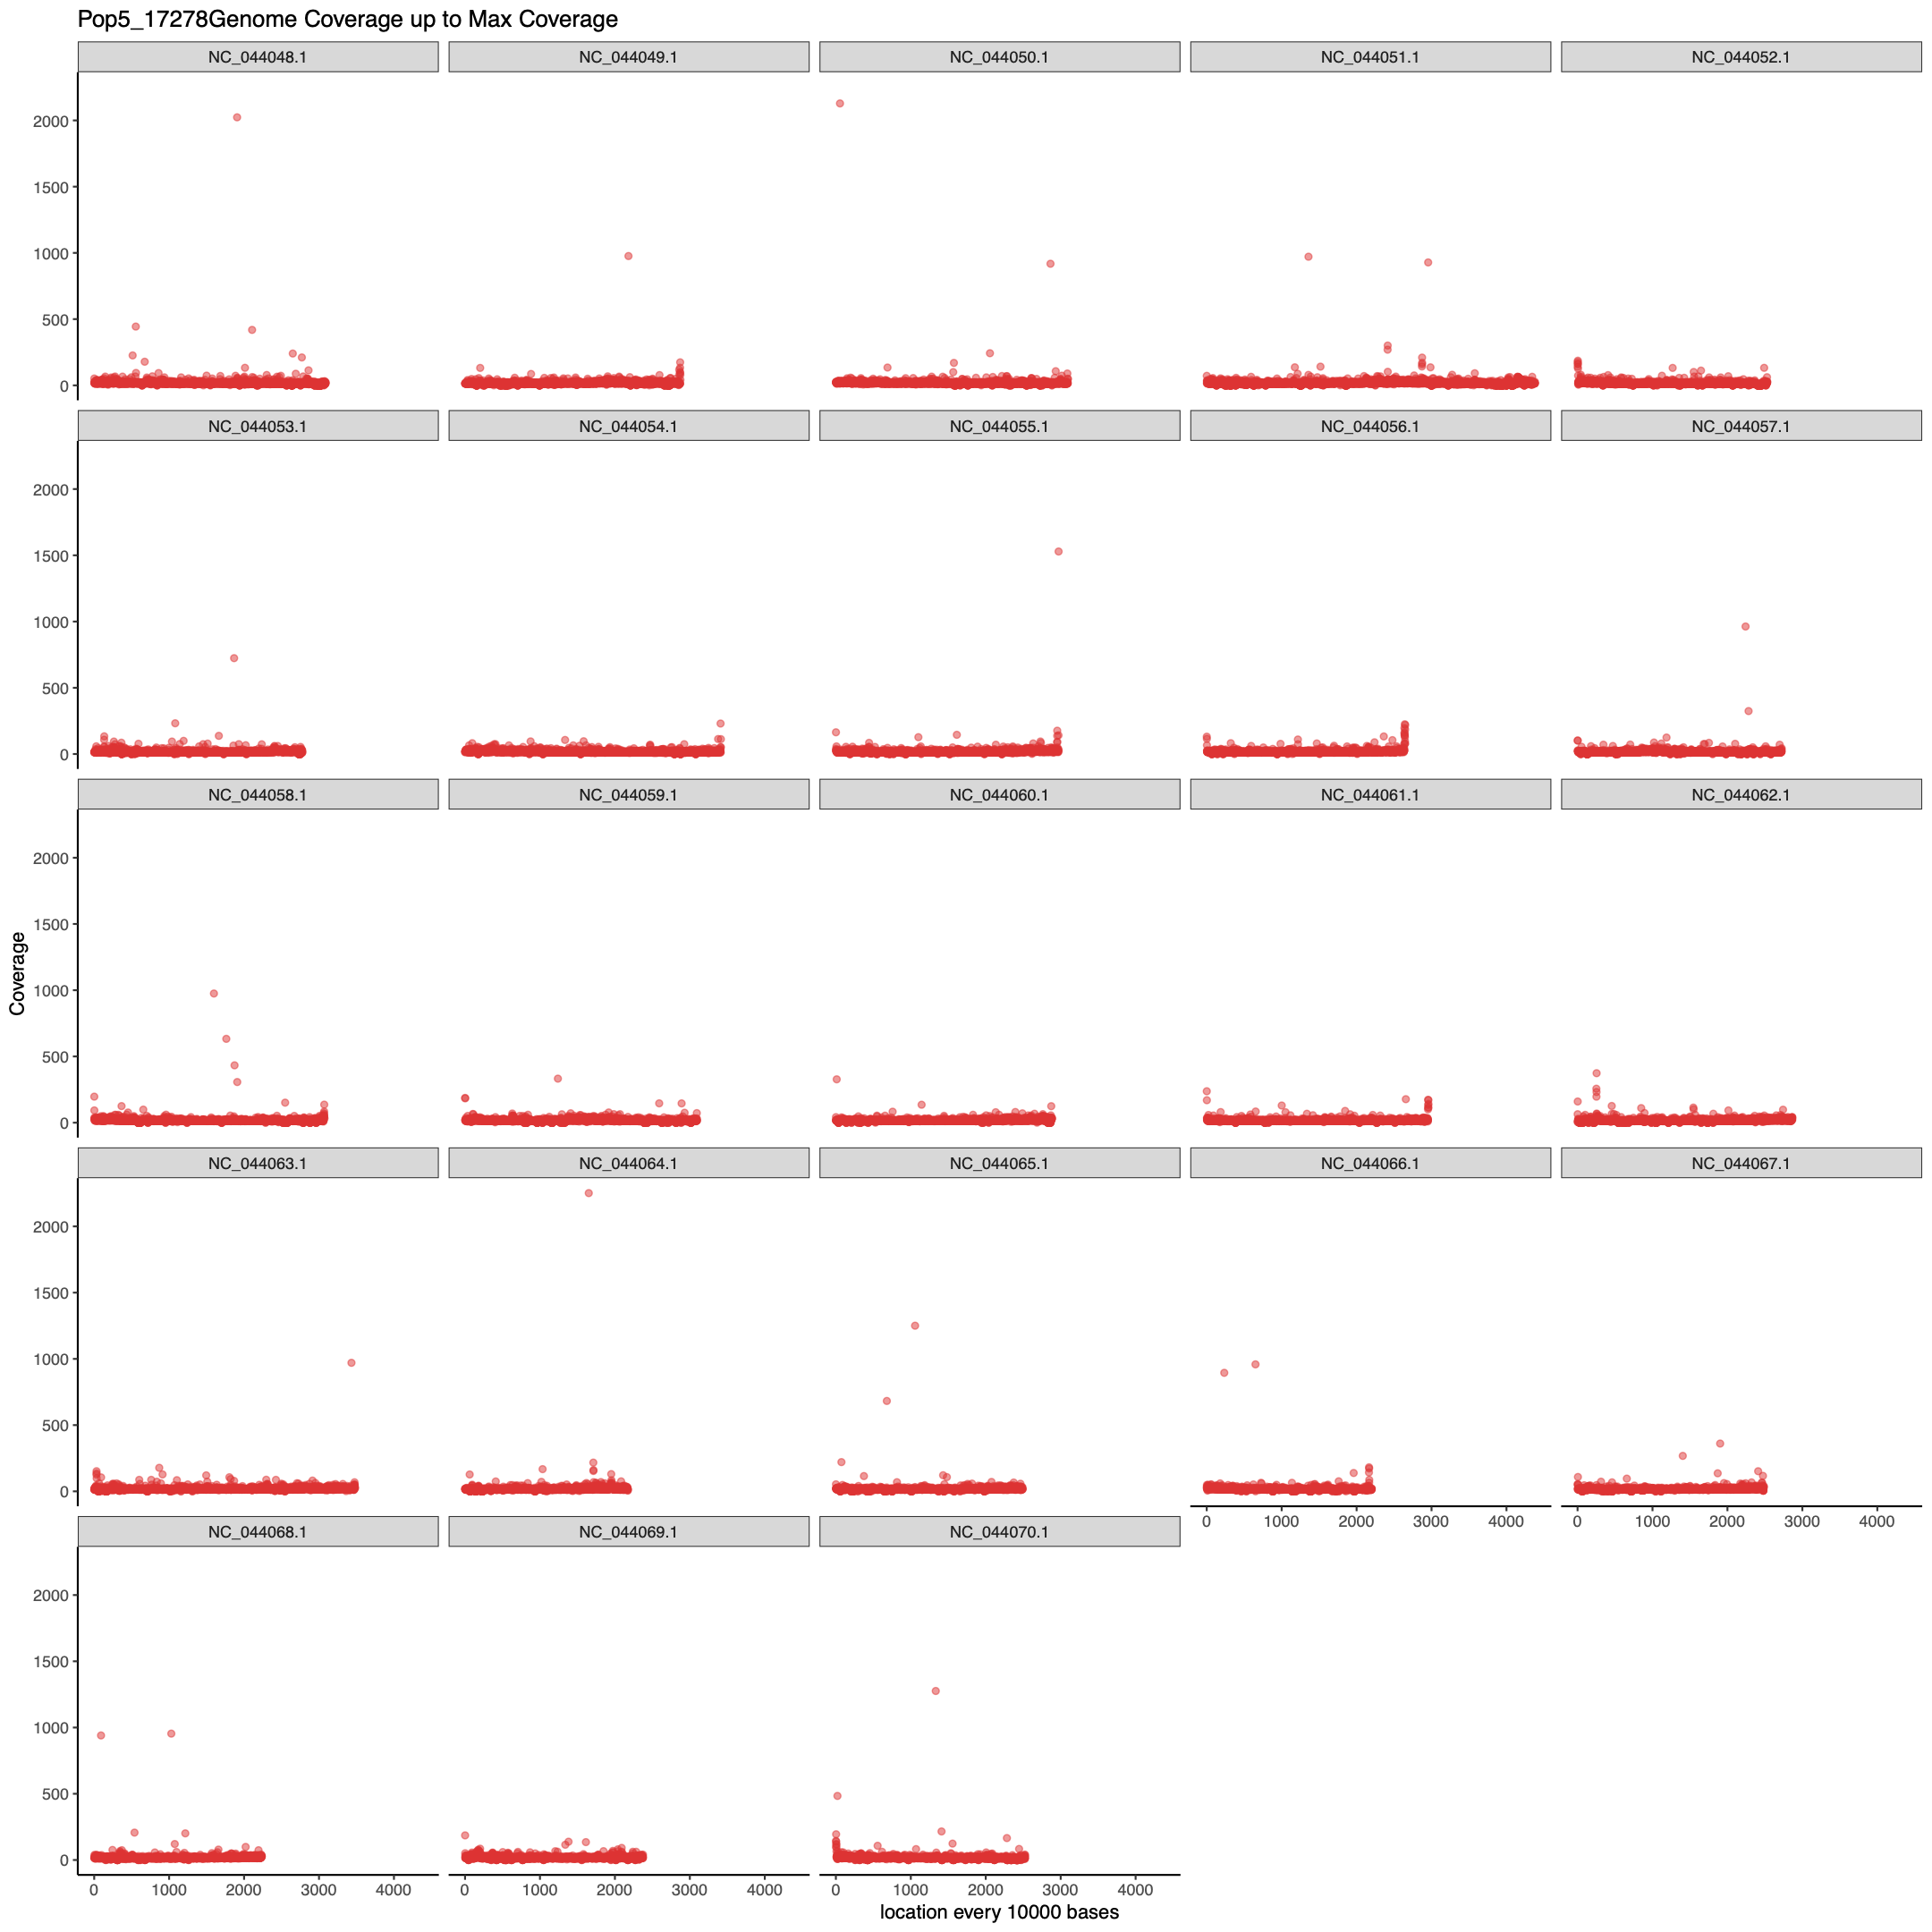 Pop5_17278Genome Coverage up to Max Coverage
NC_044048.1 NC_044049.1 NC_044050.1 NC_044051.1 NC_044052.1
2000
1500
1000
500
0
NC_044053.1 NC_044054.1 NC_044055.1 NC_044056.1 NC_044057.1
2000
1500
1000
500
0
NC_044058.1 NC_044059.1 NC_044060.1 NC_044061.1 NC_044062.1
2000
1500
1000
500
0
Coverage
NC_044063.1 NC_044064.1 NC_044065.1 NC_044066.1 NC_044067.1
2000
1500
1000
500
0
0 1000 2000 3000 4000 0 1000 2000 3000 4000
NC_044068.1 NC_044069.1 NC_044070.1
2000
1500
1000
500
0
0 1000 2000 3000 4000 0 1000 2000 3000 4000 0 1000 2000 3000 4000
location every 10000 bases